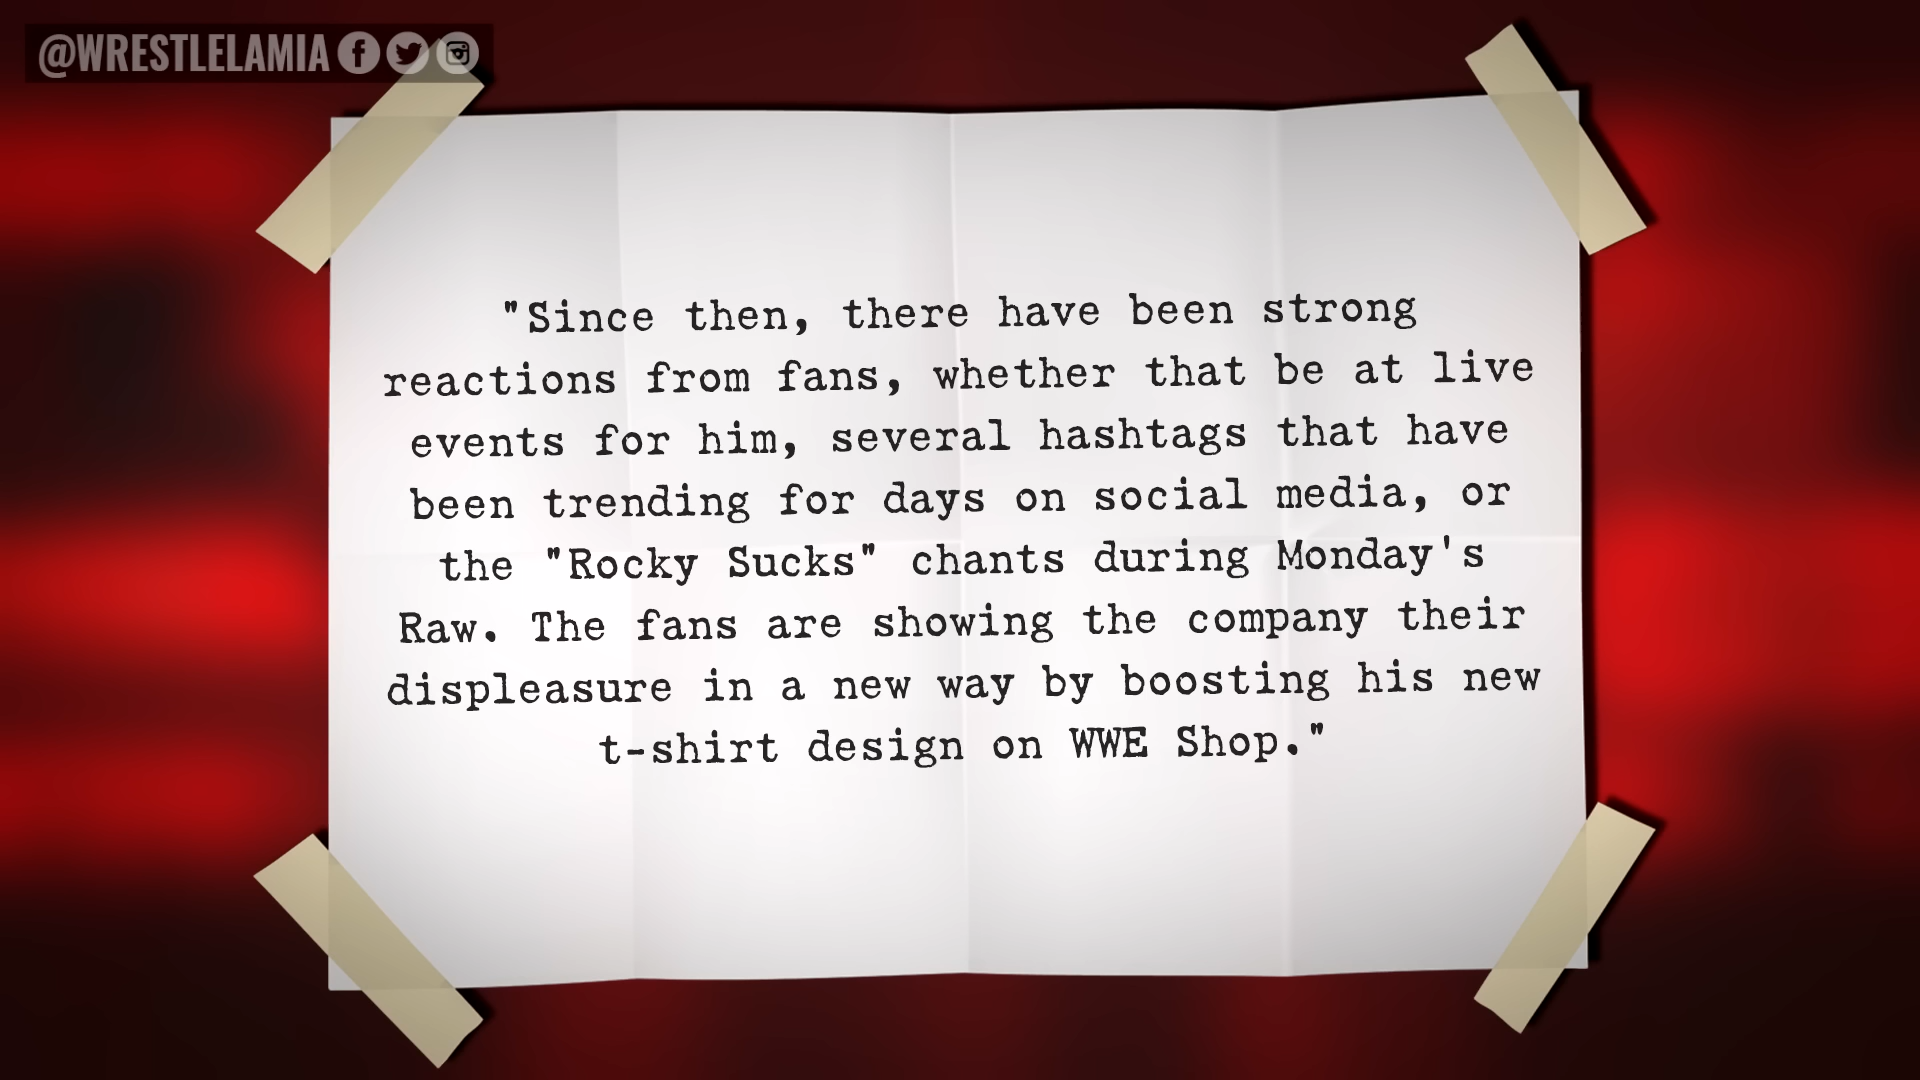 @WRESTLELAMIA
"Since then, there have been strong
reactions from fans, whether that be at live
events for him, several hashtags that have
been trending for days on social media, or
the "Rocky Sucks" chants during Monday's
Raw. The fans are showing the company their
displeasure in a new way by boosting his new
t-shirt design on WWE Shop."